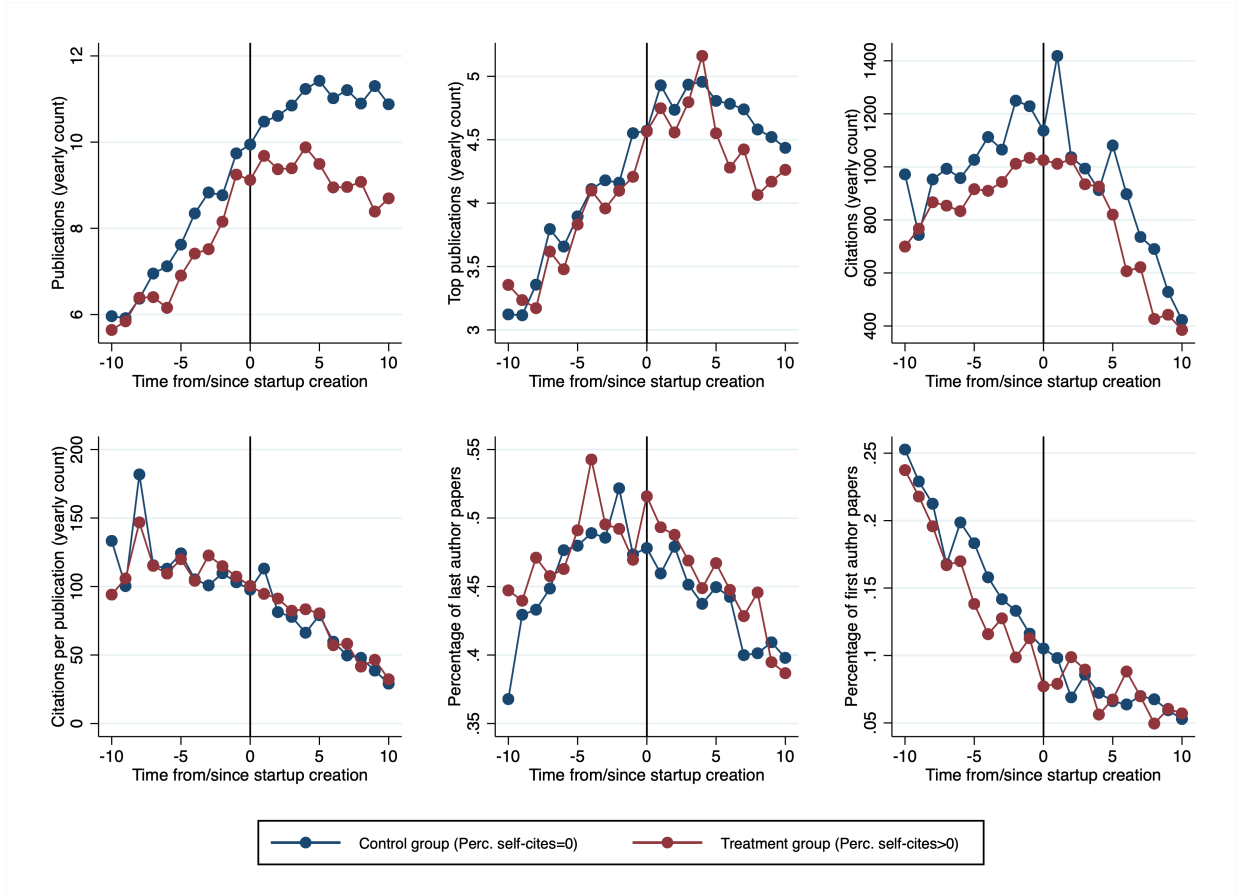 Publications (yearly count)
12
10
8
6
-10 -5 0 5 10
Time from/since startup creation
Top publications (yearly count)
5
4.5
4
3.5
3
-10 -5 0 5 10
Time from/since startup creation
Citations (yearly count)
1400
1200
1000
800
600
400
-10 -5 0 5 10
Time from/since startup creation
Citations per publication (yearly count)
200
150
100
50
0
-10 -5 0 5 10
Time from/since startup creation
Percentage of last author papers
.55
.5
.45
.4
.35
-10 -5 0 5 10
Time from/since startup creation
Percentage of first author papers
.25
.2
.15
.1
.05
-10 -5 0 5 10
Time from/since startup creation
Control group (Perc. self-cites=0) Treatment group (Perc. self-cites>0)